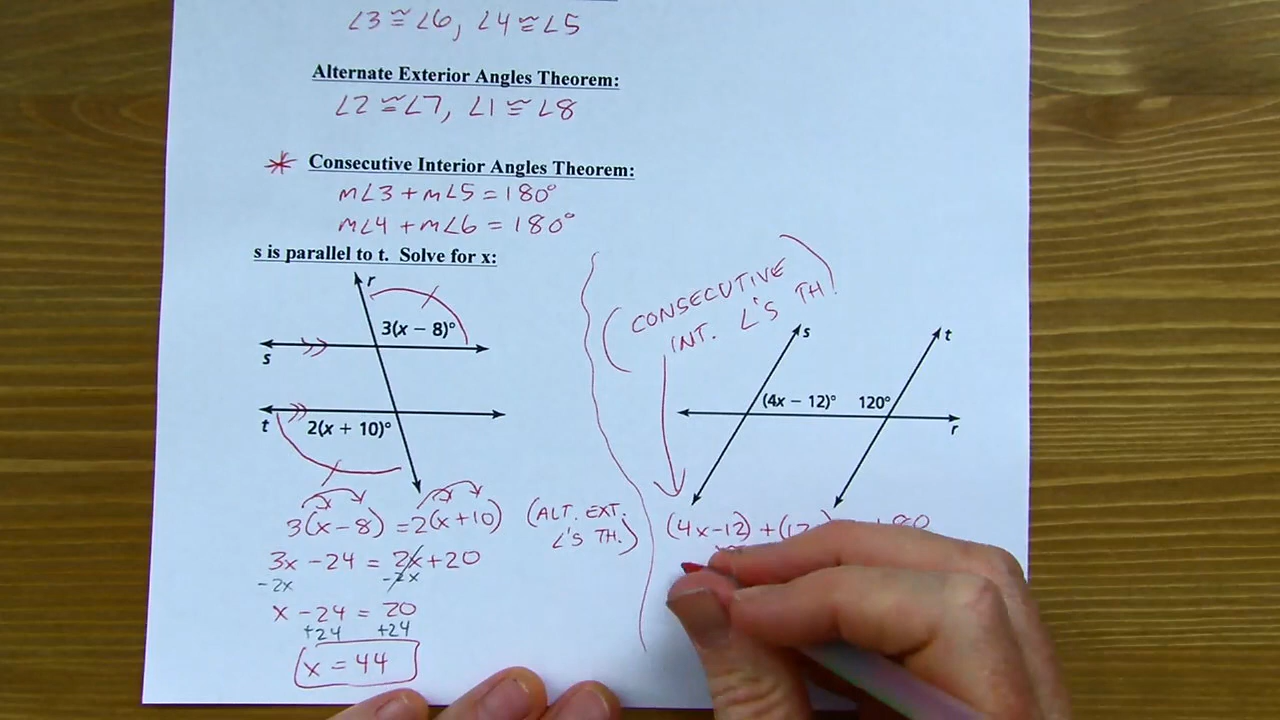 ∠3 ≅ ∠6, ∠4 ≅ ∠5
Alternate Exterior Angles Theorem:
∠2 ≅ ∠7, ∠1 ≅ ∠8
* Consecutive Interior Angles Theorem:
m∠3 + m∠5 = 180°
m∠4 + m∠6 = 180°
s is parallel to t. Solve for x:
r
3(x − 8)°
s
t
2(x + 10)°
3(x−8) = 2(x+10)
(ALT. EXT.
∠'S TH.)
3x − 24 = 2x + 20
−2x −2x
x − 24 = 20
+24 +24
x = 44
(CONSECUTIVE
INT. ∠'S TH.)
s
t
(4x − 12)° 120°
r
(4x−12) + (12